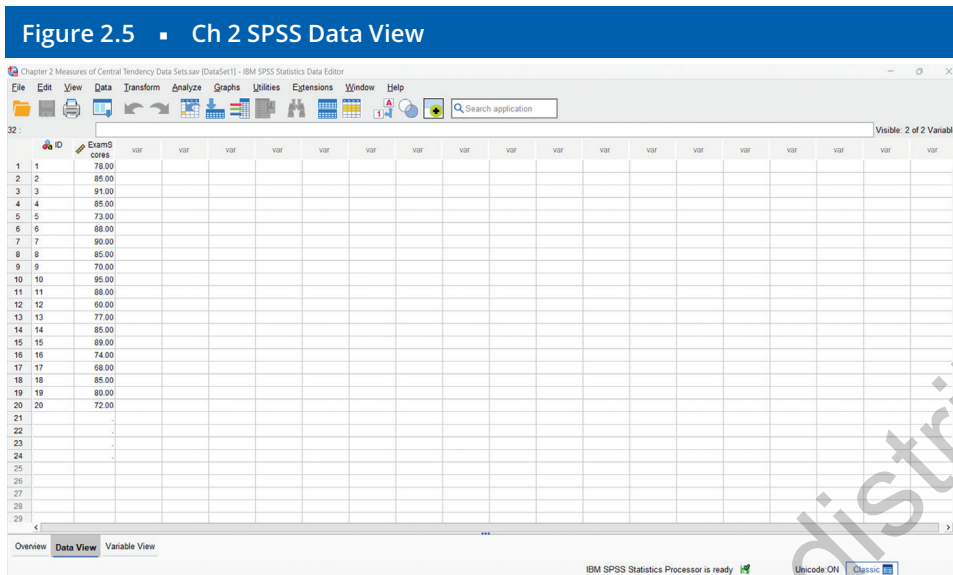 Figure 2.5 ▪ Ch 2 SPSS Data View
Chapter 2 Measures of Central Tendency Data Sets.sav [DataSet1] - IBM SPSS Statistics Data Editor
File Edit View Data Transform Analyze Graphs Utilities Extensions Window Help
Search application
32 :
Visible: 2 of 2 Variabl
ID ExamS cores var var var var var var var var var var var var var var var var var var
1 1 78.00
2 2 85.00
3 3 91.00
4 4 85.00
5 5 73.00
6 6 88.00
7 7 90.00
8 8 85.00
9 9 70.00
10 10 95.00
11 11 88.00
12 12 60.00
13 13 77.00
14 14 85.00
15 15 89.00
16 16 74.00
17 17 68.00
18 18 85.00
19 19 80.00
20 20 72.00
21 .
22 .
23 .
24 .
25
26
27
28
29
Overview Data View Variable View
IBM SPSS Statistics Processor is ready Unicode:ON Classic
distri